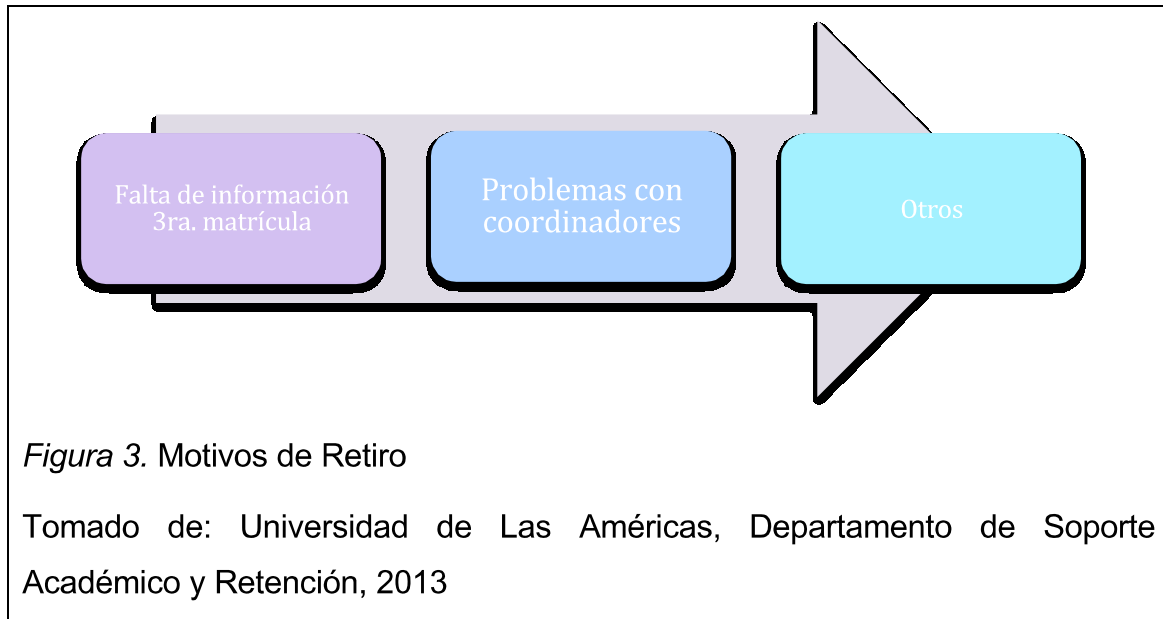 Falta de información
3ra. matrícula
Problemas con
coordinadores
Otros
Figura 3. Motivos de Retiro
Tomado de: Universidad de Las Américas, Departamento de Soporte
Académico y Retención, 2013